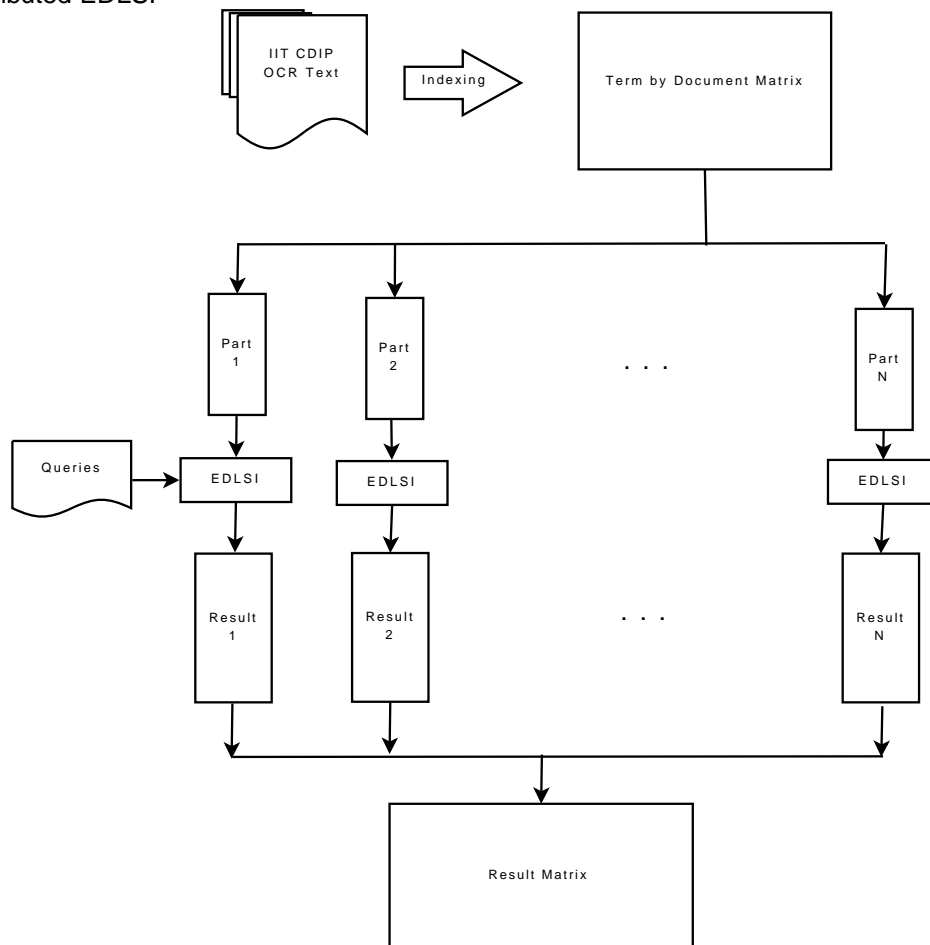 ibuted EDLSI
IIT CDIP
OCR Text
Indexing
Term by Document Matrix
Part
1
Part
2
. . .
Part
N
Queries
EDLSI
EDLSI
EDLSI
Result
1
Result
2
. . .
Result
N
Result Matrix